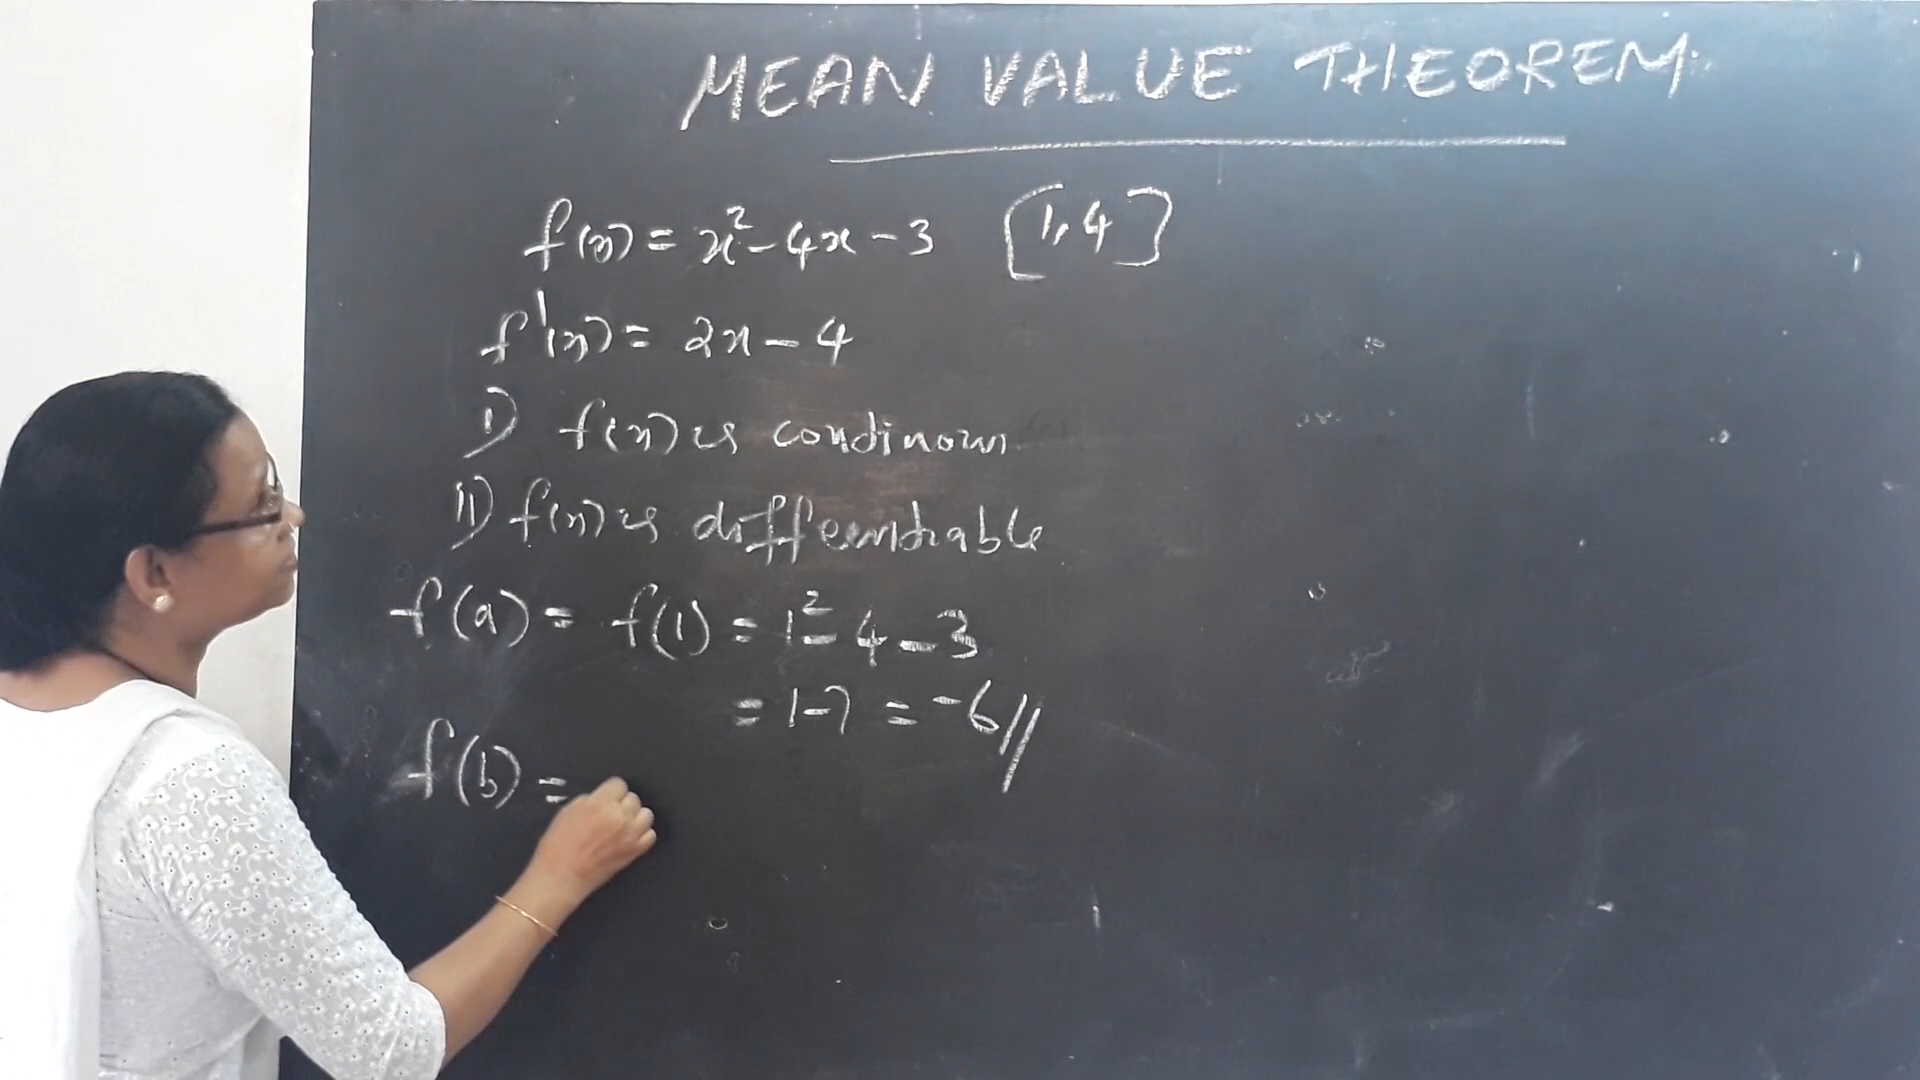 MEAN VALUE THEOREM
f(x) = x² - 4x - 3 [1, 4]
f'(x) = 2x - 4
I) f(x) is condinous
II) f(x) is differendiable
f(a) = f(1) = 1² - 4 - 3
= 1 - 7 = -6//
f(b) =